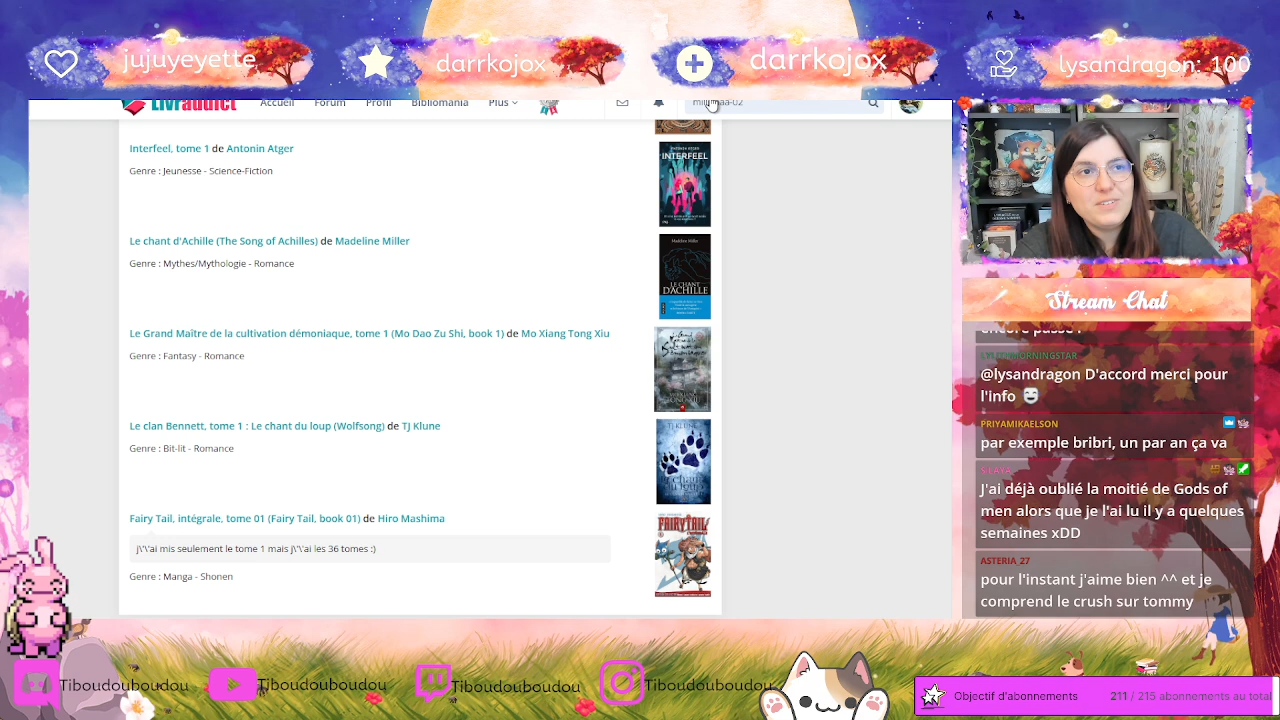 jujuyeyette
darrkojox
darrkojox
lysandragon: 100
Livraddict
Accueil Forum Profil Bibliomania Plus
Interfeel, tome 1 de Antonin Atger
Genre : Jeunesse - Science-Fiction
INTERFEEL
Le chant d'Achille (The Song of Achilles) de Madeline Miller
Genre : Mythes/Mythologie - Romance
Madeline Miller
LE CHANT
D'ACHILLE
Le Grand Maître de la cultivation démoniaque, tome 1 (Mo Dao Zu Shi, book 1) de Mo Xiang Tong Xiu
Genre : Fantasy - Romance
Le clan Bennett, tome 1 : Le chant du loup (Wolfsong) de TJ Klune
Genre : Bit-lit - Romance
TJ KLUNE
Fairy Tail, intégrale, tome 01 (Fairy Tail, book 01) de Hiro Mashima
j\"\'ai mis seulement le tome 1 mais j\"\'ai les 36 tomes :)
Genre : Manga - Shonen
FAIRY TAIL
Stream Chat
encore passé !
@lysandragon D'accord merci pour
l'info
PRIYAMIKAELSON
par exemple bribri, un par an ça va
J'ai déjà oublié la moitié de Gods of
men alors que je l'ai lu il y a quelques
semaines xDD
ASTERIA_27
pour l'instant j'aime bien ^^ et je
comprend le crush sur tommy
Tiboudouboudou
Tiboudouboudou
Tiboudouboudou
Tiboudouboudou
Objectif d'abonnements 211 / 215 abonnements au total